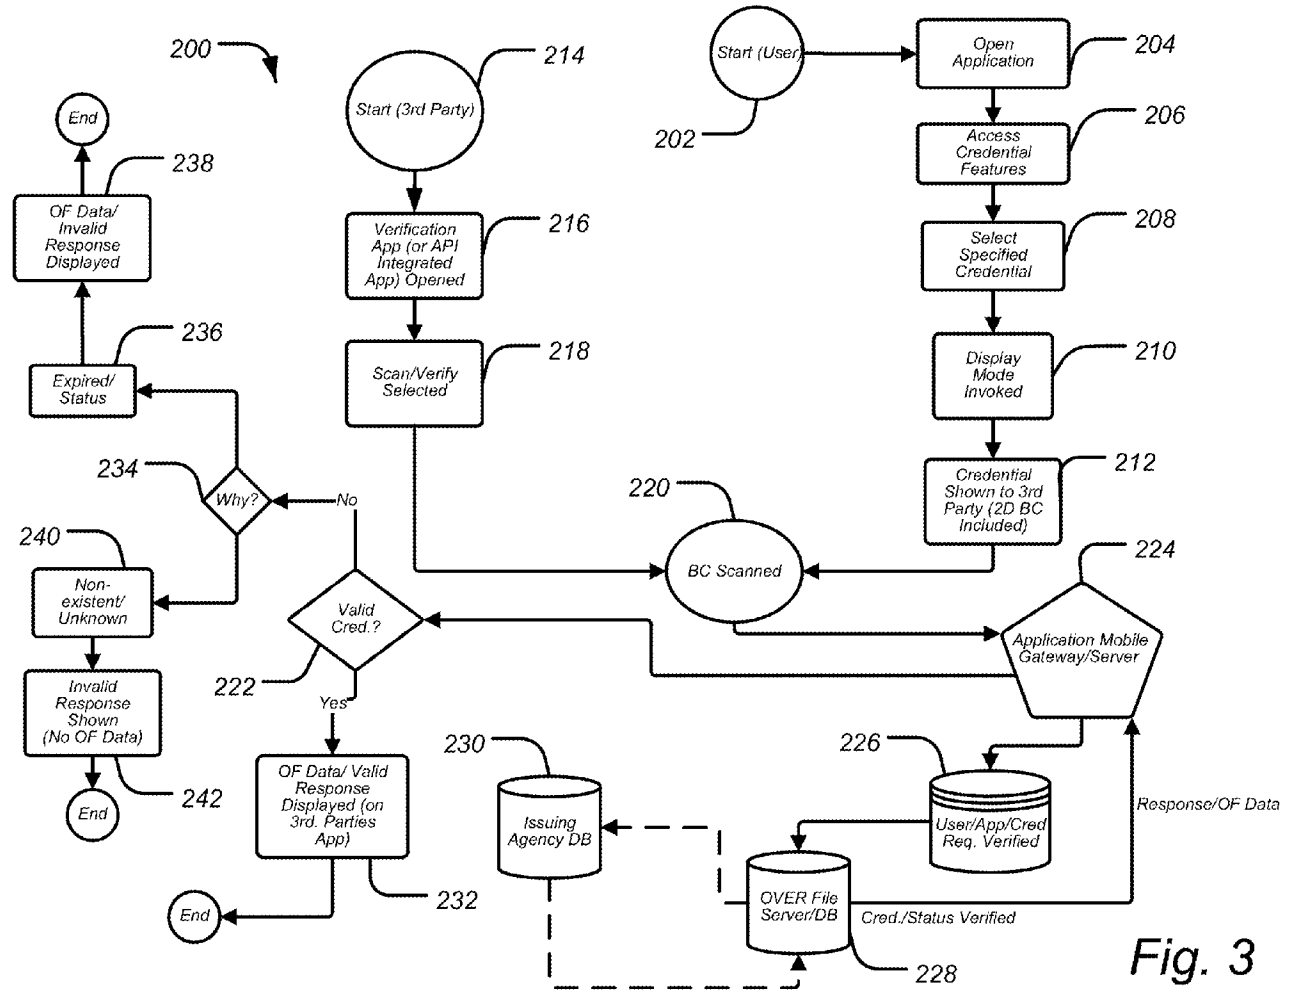 200
Start (3rd Party)
214
Start (User)
202
Open
Application
204
Access
Credential
Features
206
Select
Specified
Credential
208
Display
Mode
Invoked
210
Credential
Shown to 3rd
Party (2D BC
Included)
212
Verification
App (or API
Integrated
App) Opened
216
Scan/Verify
Selected
218
BC Scanned
220
Application Mobile
Gateway/Server
224
User/App/Cred
Req. Verified
226
OVER File
Server/DB
228
Cred./Status Verified
Response/OF Data
Issuing
Agency DB
230
Valid
Cred.?
222
Yes
No
OF Data/ Valid
Response
Displayed (on
3rd. Parties
App)
232
End
Why?
234
Expired/
Status
236
OF Data/
Invalid
Response
Displayed
238
End
Non-
existent/
Unknown
240
Invalid
Response
Shown
(No OF Data)
242
End
Fig. 3